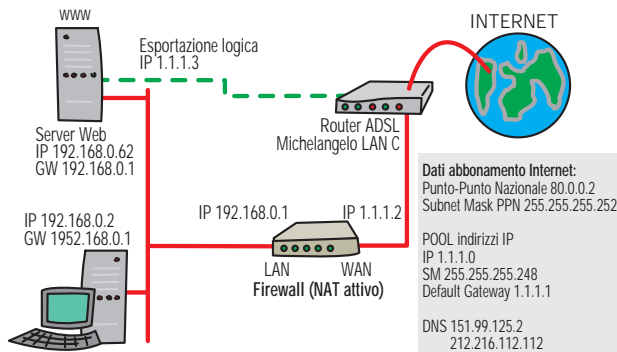 www
INTERNET
Esportazione logica
IP 1.1.1.3
Router ADSL
Michelangelo LAN C
Server Web
IP 192.168.0.62
GW 192.168.0.1
Dati abbonamento Internet:
Punto-Punto Nazionale 80.0.0.2
Subnet Mask PPN 255.255.255.252
POOL indirizzi IP
IP 1.1.1.0
SM 255.255.255.248
Default Gateway 1.1.1.1
DNS 151.99.125.2
212.216.112.112
IP 192.168.0.2
GW 1952.168.0.1
IP 192.168.0.1
IP 1.1.1.2
LAN
WAN
Firewall (NAT attivo)